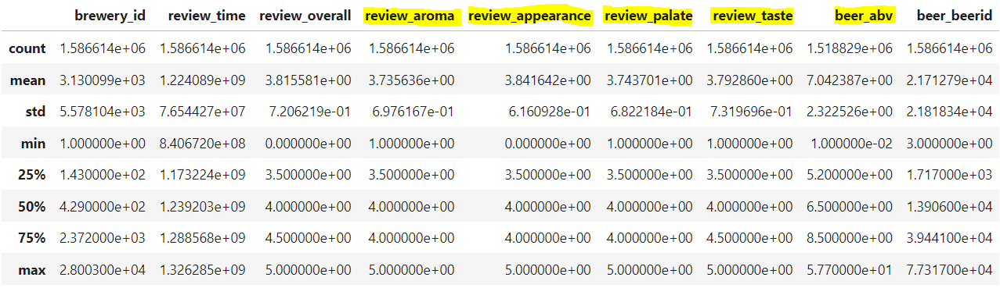 brewery_id review_time review_overall review_aroma review_appearance review_palate review_taste beer_abv beer_beerid
count 1.586614e+06 1.586614e+06 1.586614e+06 1.586614e+06 1.586614e+06 1.586614e+06 1.586614e+06 1.518829e+06 1.586614e+06
mean 3.130099e+03 1.224089e+09 3.815581e+00 3.735636e+00 3.841642e+00 3.743701e+00 3.792860e+00 7.042387e+00 2.171279e+04
std 5.578104e+03 7.654427e+07 7.206219e-01 6.976167e-01 6.160928e-01 6.822184e-01 7.319696e-01 2.322526e+00 2.181834e+04
min 1.000000e+00 8.406720e+08 0.000000e+00 1.000000e+00 0.000000e+00 1.000000e+00 1.000000e+00 1.000000e-02 3.000000e+00
25% 1.430000e+02 1.173224e+09 3.500000e+00 3.500000e+00 3.500000e+00 3.500000e+00 3.500000e+00 5.200000e+00 1.717000e+03
50% 4.290000e+02 1.239203e+09 4.000000e+00 4.000000e+00 4.000000e+00 4.000000e+00 4.000000e+00 6.500000e+00 1.390600e+04
75% 2.372000e+03 1.288568e+09 4.500000e+00 4.000000e+00 4.000000e+00 4.000000e+00 4.500000e+00 8.500000e+00 3.944100e+04
max 2.800300e+04 1.326285e+09 5.000000e+00 5.000000e+00 5.000000e+00 5.000000e+00 5.000000e+00 5.770000e+01 7.731700e+04